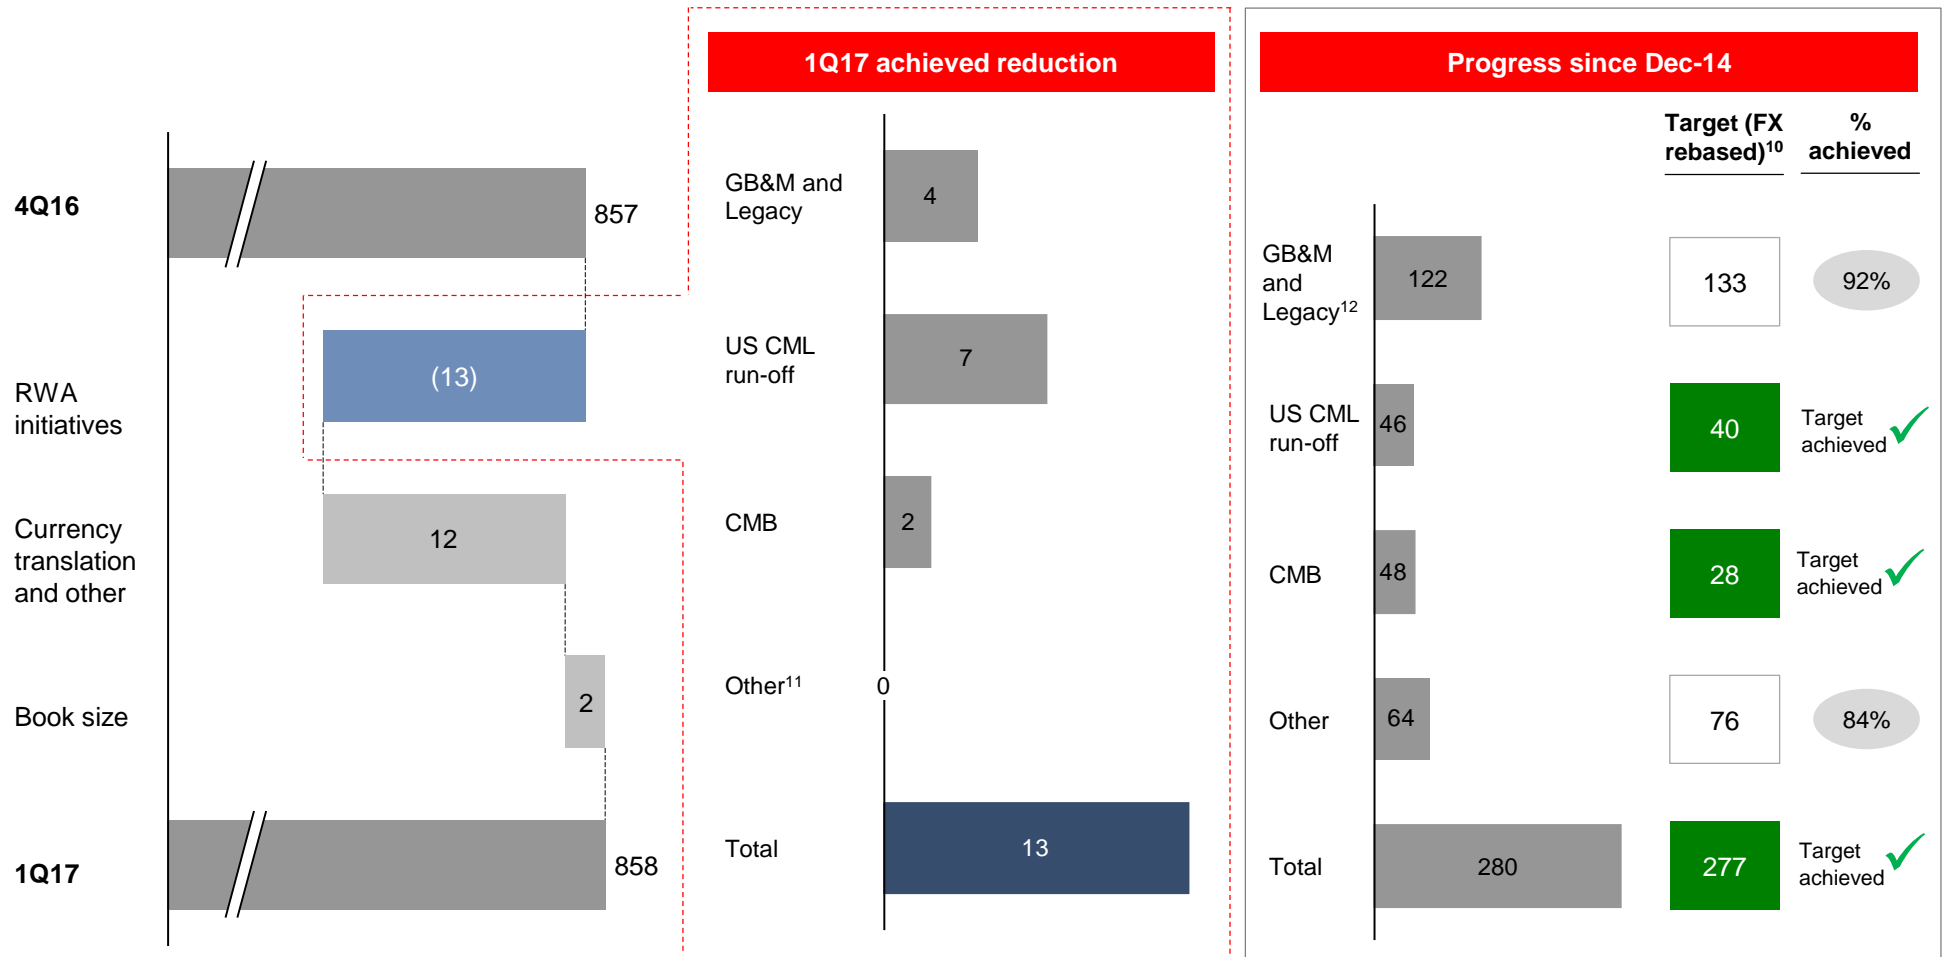 4Q16
857
RWA
initiatives
(13)
Currency
translation
and other
12
Book size
2
1Q17
858
1Q17 achieved reduction
GB&M and
Legacy
4
US CML
run-off
7
CMB
2
Other¹¹
0
Total
13
Progress since Dec-14
Target (FX
rebased)¹⁰
%
achieved
GB&M
and
Legacy¹²
122
133
92%
US CML
run-off
46
40
Target
achieved
CMB
48
28
Target
achieved
Other
64
76
84%
Total
280
277
Target
achieved